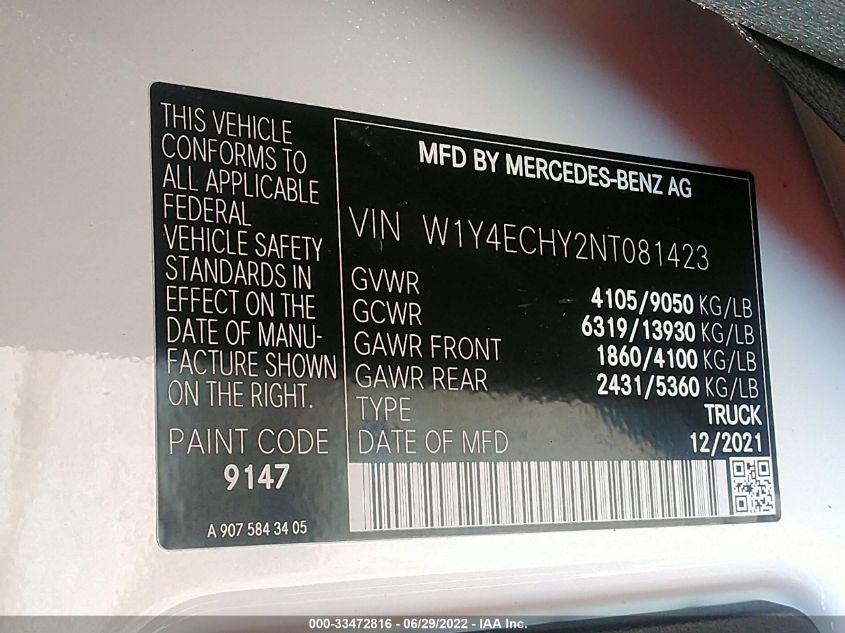 THIS VEHICLE
CONFORMS TO
ALL APPLICABLE
FEDERAL
VEHICLE SAFETY
STANDARDS IN
EFFECT ON THE
DATE OF MANU-
FACTURE SHOWN
ON THE RIGHT.
PAINT CODE
9147
A 907 584 34 05
MFD BY MERCEDES-BENZ AG
VIN W1Y4ECHY2NT081423
GVWR 4105/9050 KG/LB
GCWR 6319/13930 KG/LB
GAWR FRONT 1860/4100 KG/LB
GAWR REAR 2431/5360 KG/LB
TYPE TRUCK
DATE OF MFD 12/2021
000-33472816 - 06/29/2022 - IAA Inc.